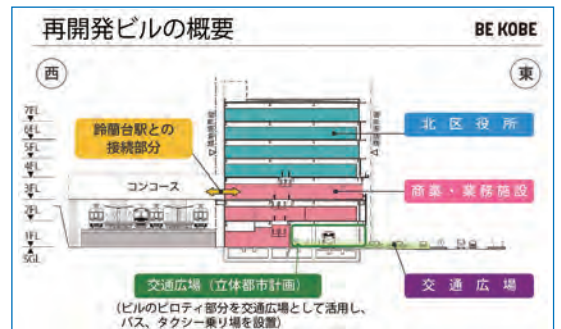 再開発ビルの概要
BE KOBE
西
東
7FL
6FL
5FL
4FL
3FL
2FL
1FL
SGL
鈴蘭台駅との
接続部分
コンコース
北区役所
商業・業務施設
交通広場(立体都市計画)
交通広場
(ビルのピロティ部分を交通広場として活用し、
バス、タクシー乗り場を設置)